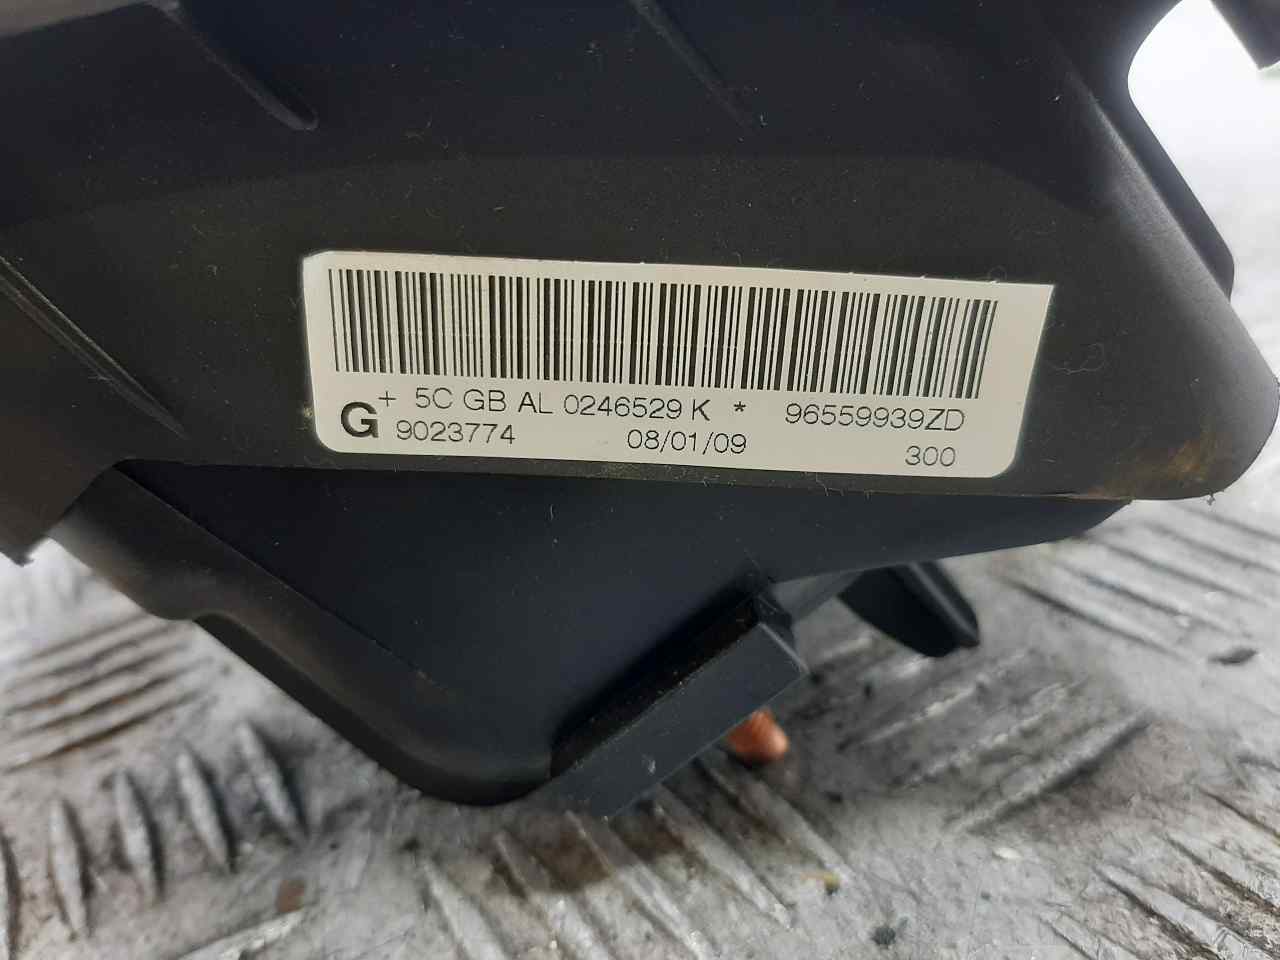 + 5C GB AL 0246529 K * 96559939ZD
G 9023774 08/01/09 300